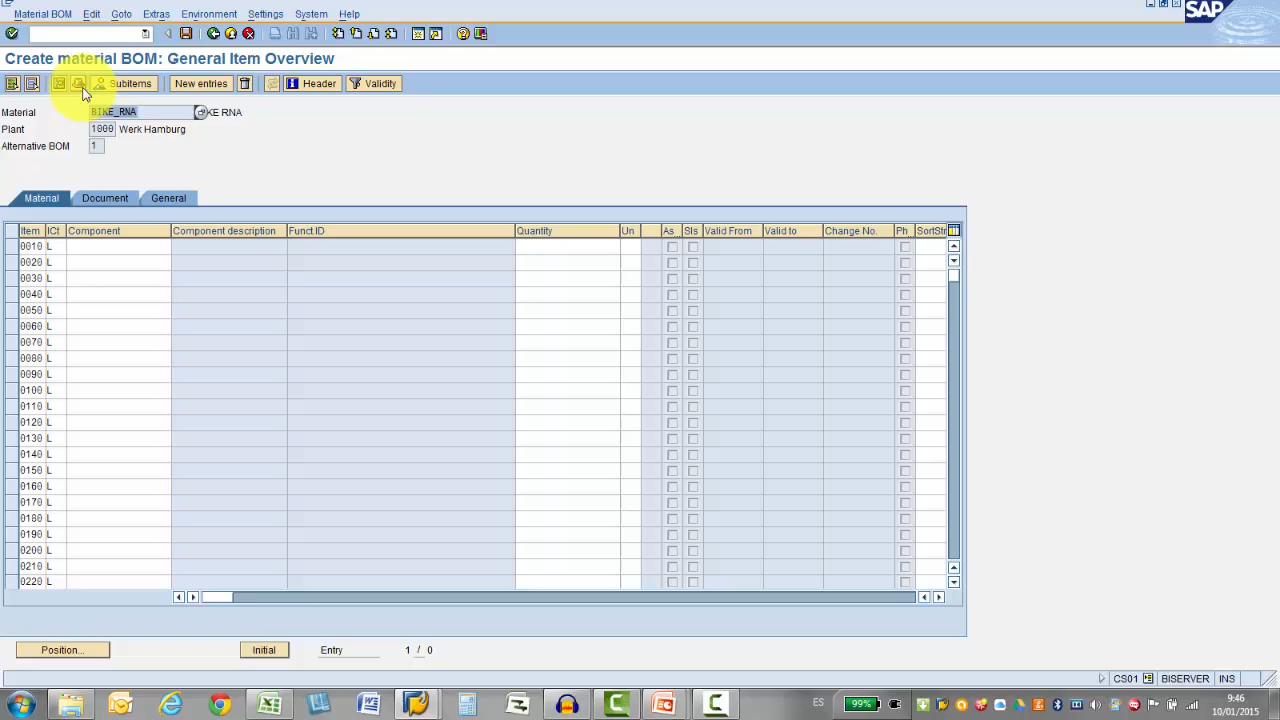 Material BOM Edit Goto Extras Environment Settings System Help
SAP
Create material BOM: General Item Overview
Subitems New entries Header Validity
Material BIKE_RNA KE RNA
Plant 1000 Werk Hamburg
Alternative BOM 1
Material Document General
Item ICt Component Component description Funct.ID Quantity Un As... Sls Valid From Valid to Change No. Ph... SortStri
0010 L
0020 L
0030 L
0040 L
0050 L
0060 L
0070 L
0080 L
0090 L
0100 L
0110 L
0120 L
0130 L
0140 L
0150 L
0160 L
0170 L
0180 L
0190 L
0200 L
0210 L
0220 L
Position... Initial Entry 1 / 0
CS01 BISERVER INS
ES 99% 9:46
10/01/2015